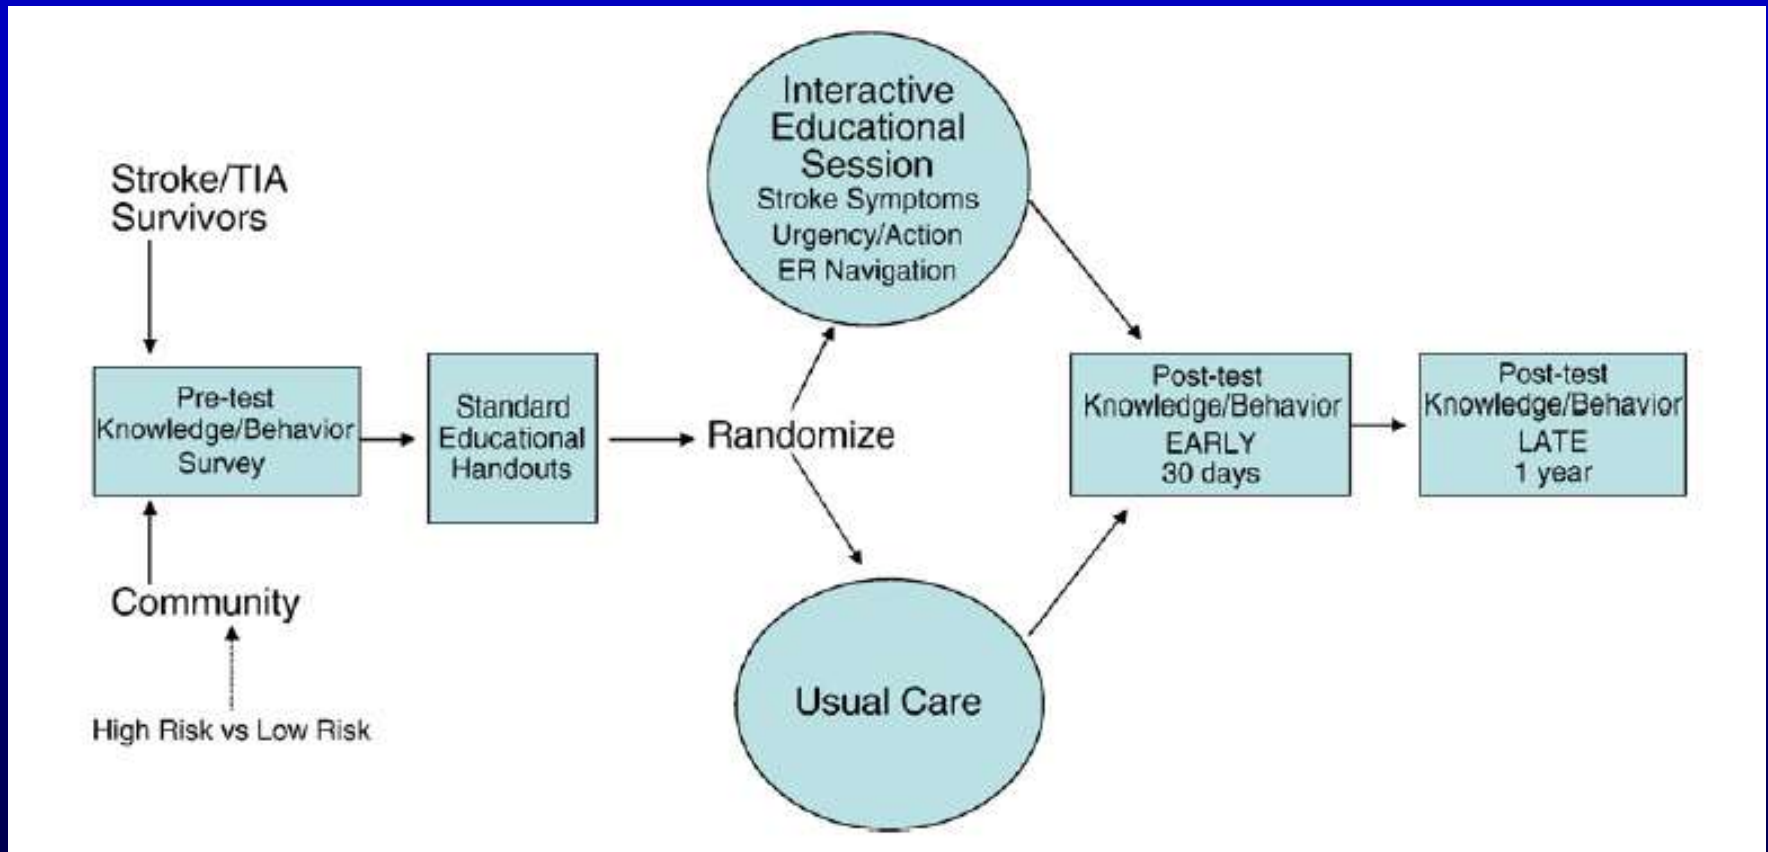 Stroke/TIA
Survivors
Pre-test
Knowledge/Behavior
Survey
Community
High Risk vs Low Risk
Standard
Educational
Handouts
Randomize
Interactive
Educational
Session
Stroke Symptoms
Urgency/Action
ER Navigation
Usual Care
Post-test
Knowledge/Behavior
EARLY
30 days
Post-test
Knowledge/Behavior
LATE
1 year